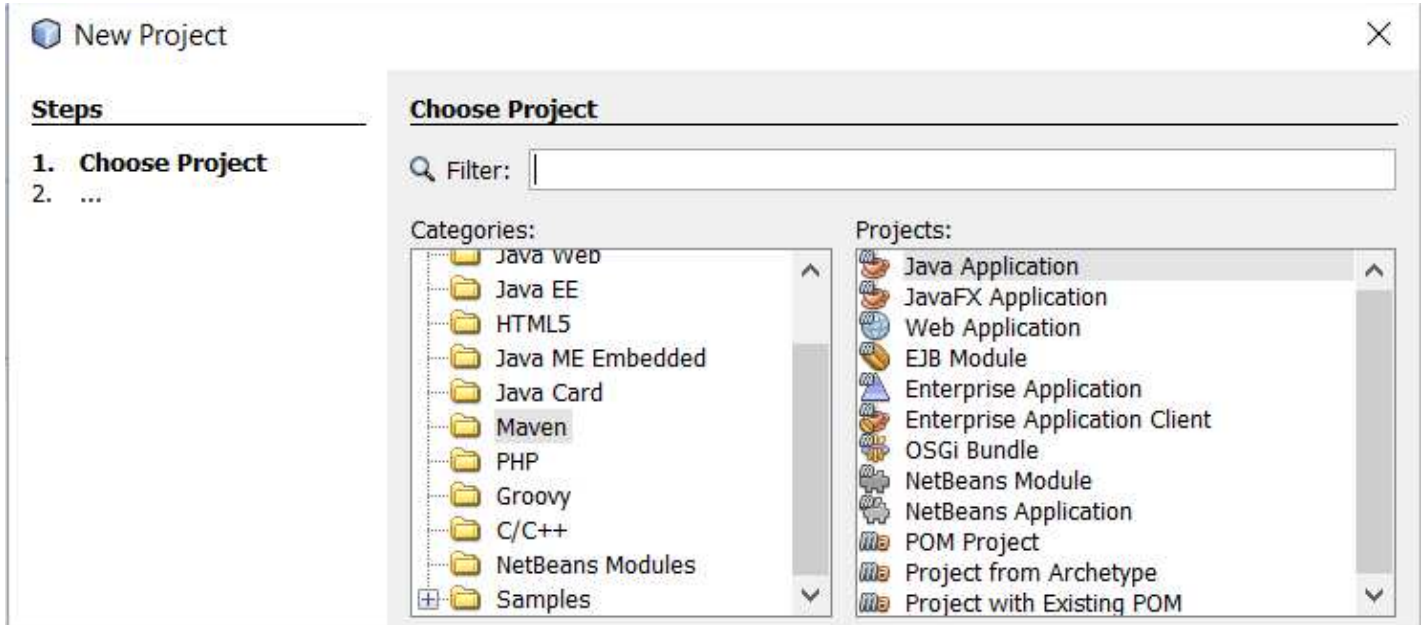 New Project
Steps
1. Choose Project
2. ...
Choose Project
Filter:
Categories:
Java Web
Java EE
HTML5
Java ME Embedded
Java Card
Maven
PHP
Groovy
C/C++
NetBeans Modules
Samples
Projects:
Java Application
JavaFX Application
Web Application
EJB Module
Enterprise Application
Enterprise Application Client
OSGi Bundle
NetBeans Module
NetBeans Application
POM Project
Project from Archetype
Project with Existing POM